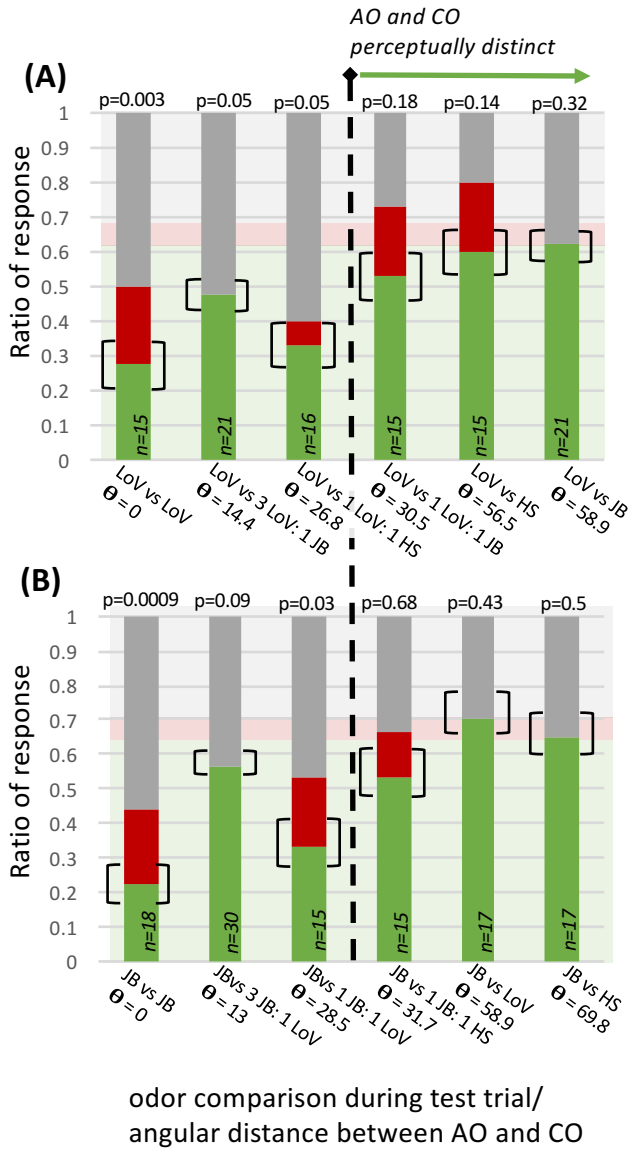 AO and CO
perceptually distinct
(A)
p=0.003 p=0.05 p=0.05 p=0.18 p=0.14 p=0.32
Ratio of response
1
0.9
0.8
0.7
0.6
0.5
0.4
0.3
0.2
0.1
0
n=15 n=21 n=16 n=15 n=15 n=21
LoV vs LoV
Ɵ = 0
LoV vs 3 LoV: 1 JB
Ɵ = 14.4
LoV vs 1 LoV: 1 HS
Ɵ = 26.8
LoV vs 1 LoV: 1 JB
Ɵ = 30.5
LoV vs HS
Ɵ = 56.5
LoV vs JB
Ɵ = 58.9
(B)
p=0.0009 p=0.09 p=0.03 p=0.68 p=0.43 p=0.5
Ratio of response
1
0.9
0.8
0.7
0.6
0.5
0.4
0.3
0.2
0.1
0
n=18 n=30 n=15 n=15 n=17 n=17
JB vs JB
Ɵ = 0
JBvs 3 JB: 1 LoV
Ɵ = 13
JBvs 1 JB: 1 LoV
Ɵ = 28.5
JB vs 1 JB: 1 HS
Ɵ = 31.7
JB vs LoV
Ɵ = 58.9
JB vs HS
Ɵ = 69.8
odor comparison during test trial/
angular distance between AO and CO